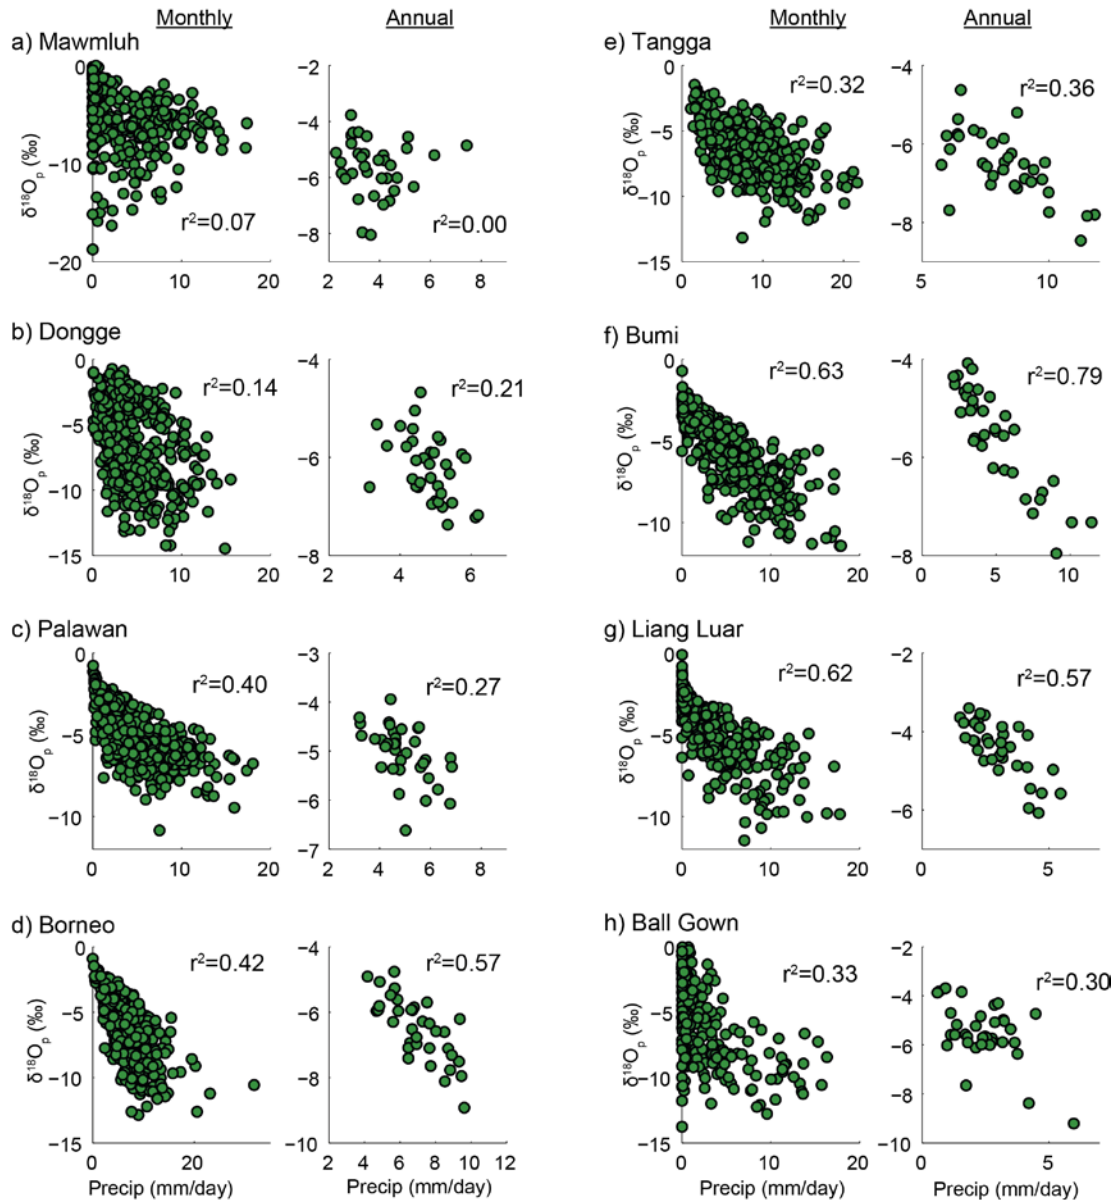 Monthly Annual Monthly Annual
a) Mawmluh
0
−10
−20
0 10 20
δ¹⁸Oₚ (‰)
r²=0.07
−2
−4
−6
−8
2 4 6 8
r²=0.00
e) Tangga
0
−5
−10
−15
0 10 20
r²=0.32
−4
−6
−8
5 10
r²=0.36
b) Dongge
0
−5
−10
−15
0 10 20
δ¹⁸Oₚ (‰)
r²=0.14
−4
−6
−8
2 4 6
r²=0.21
f) Bumi
0
−5
−10
0 10 20
δ¹⁸Oₚ (‰)
r²=0.63
−4
−6
−8
0 5 10
r²=0.79
c) Palawan
0
−5
−10
0 10 20
δ¹⁸Oₚ (‰)
r²=0.40
−3
−4
−5
−6
−7
2 4 6 8
r²=0.27
g) Liang Luar
0
−5
−10
0 10 20
δ¹⁸Oₚ (‰)
r²=0.62
−2
−4
−6
0 5
r²=0.57
d) Borneo
0
−5
−10
−15
0 20
δ¹⁸Oₚ (‰)
Precip (mm/day)
r²=0.42
−4
−6
−8
−10
2 4 6 8 10 12
Precip (mm/day)
r²=0.57
h) Ball Gown
0
−5
−10
−15
0 10 20
δ¹⁸Oₚ (‰)
Precip (mm/day)
r²=0.33
−2
−4
−6
−8
−10
0 5
Precip (mm/day)
r²=0.30